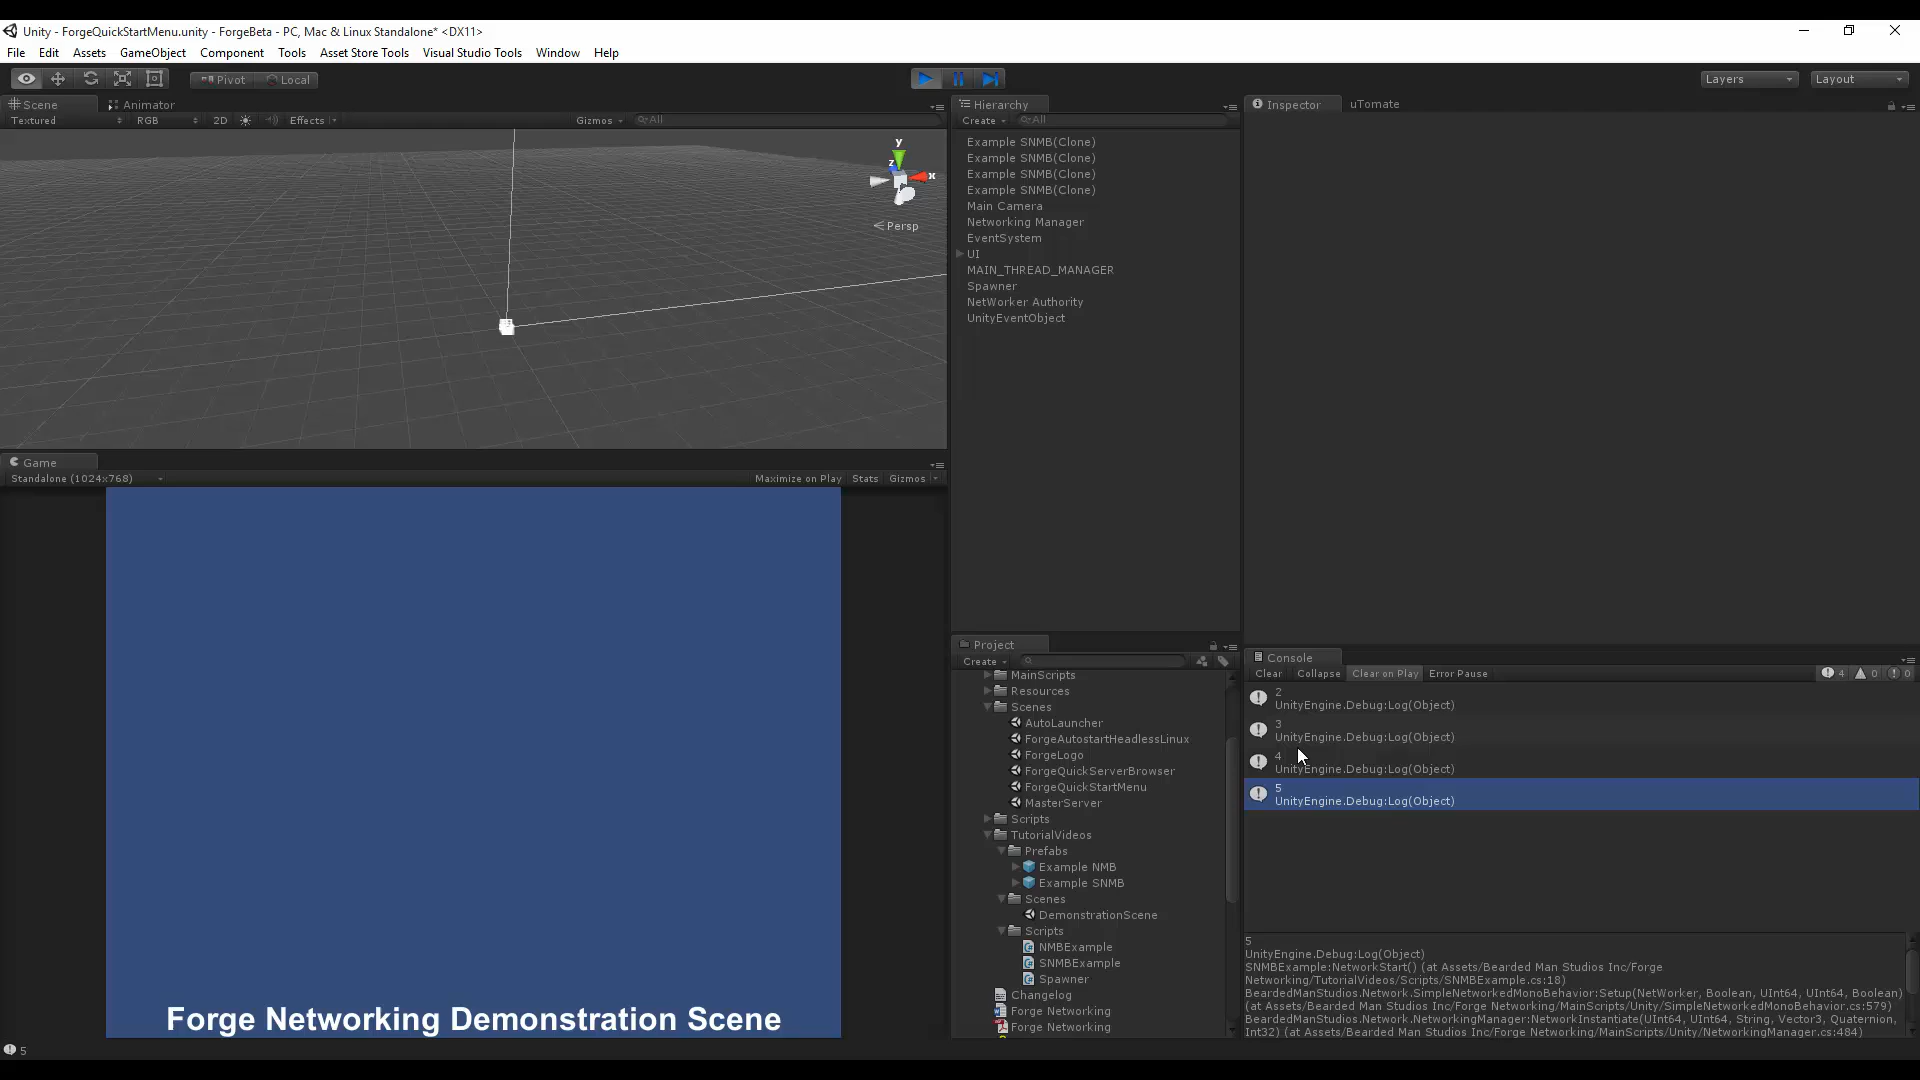 Unity - ForgeQuickStartMenu.unity - ForgeBeta - PC, Mac & Linux Standalone* <DX11>
File Edit Assets GameObject Component Tools Asset Store Tools Visual Studio Tools Window Help
Pivot Local Layers Layout
Scene Animator
Textured RGB 2D Effects Gizmos All
y
z
x
Persp
Hierarchy
Create All
Example SNMB(Clone)
Example SNMB(Clone)
Example SNMB(Clone)
Example SNMB(Clone)
Main Camera
Networking Manager
EventSystem
UI
MAIN_THREAD_MANAGER
Spawner
NetWorker Authority
UnityEventObject
Inspector uTomate
Game
Standalone (1024x768) Maximize on Play Stats Gizmos
Forge Networking Demonstration Scene
Project
Create
MainScripts
Resources
Scenes
AutoLauncher
ForgeAutostartHeadlessLinux
ForgeLogo
ForgeQuickServerBrowser
ForgeQuickStartMenu
MasterServer
Scripts
TutorialVideos
Prefabs
Example NMB
Example SNMB
Scenes
DemonstrationScene
Scripts
NMBExample
SNMBExample
Spawner
Changelog
Forge Networking
Forge Networking
Console
Clear Collapse Clear on Play Error Pause 4 0 0
2
UnityEngine.Debug:Log(Object)
3
UnityEngine.Debug:Log(Object)
4
UnityEngine.Debug:Log(Object)
5
UnityEngine.Debug:Log(Object)
5
UnityEngine.Debug:Log(Object)
SNMBExample:NetworkStart() (at Assets/Bearded Man Studios Inc/Forge
Networking/TutorialVideos/Scripts/SNMBExample.cs:18)
BeardedManStudios.Network.SimpleNetworkedMonoBehavior:Setup(NetWorker, Boolean, UInt64, UInt64, Boolean)
(at Assets/Bearded Man Studios Inc/Forge Networking/MainScripts/Unity/SimpleNetworkedMonoBehavior.cs:579)
BeardedManStudios.Network.NetworkingManager:NetworkInstantiate(UInt64, UInt64, String, Vector3, Quaternion,
Int32) (at Assets/Bearded Man Studios Inc/Forge Networking/MainScripts/Unity/NetworkingManager.cs:484)
5